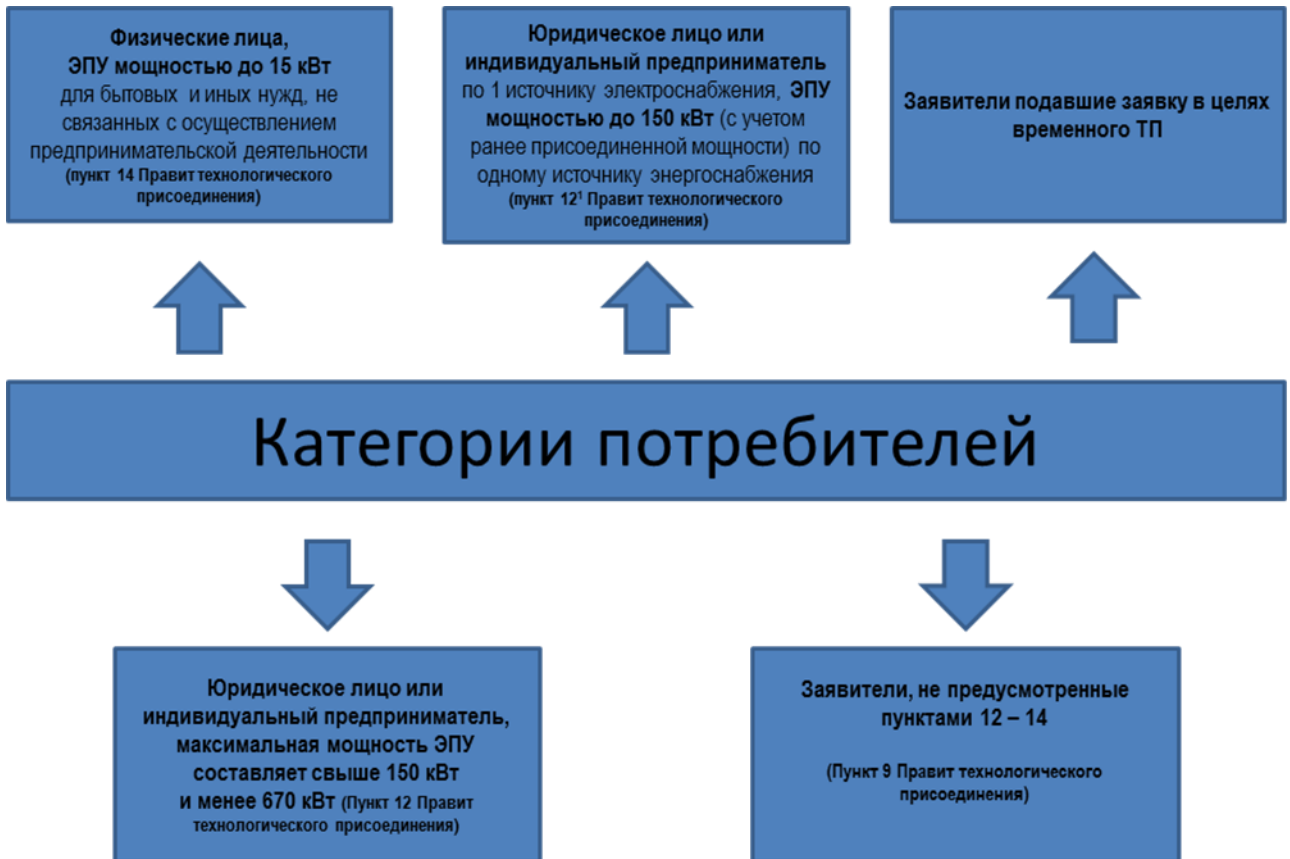 Физические лица,
ЭПУ мощностью до 15 кВт
для бытовых и иных нужд, не
связанных с осуществлением
предпринимательской деятельности
(пункт 14 Правит технологического
присоединения)
Юридическое лицо или
индивидуальный предприниматель
по 1 источнику электроснабжения, ЭПУ
мощностью до 150 кВт (с учетом
ранее присоединенной мощности) по
одному источнику энергоснабжения
(пункт 12¹ Правит технологического
присоединения)
Заявители подавшие заявку в целях
временного ТП
Категории потребителей
Юридическое лицо или
индивидуальный предприниматель,
максимальная мощность ЭПУ
составляет свыше 150 кВт
и менее 670 кВт (Пункт 12 Правит
технологического присоединения)
Заявители, не предусмотренные
пунктами 12 – 14
(Пункт 9 Правит технологического
присоединения)